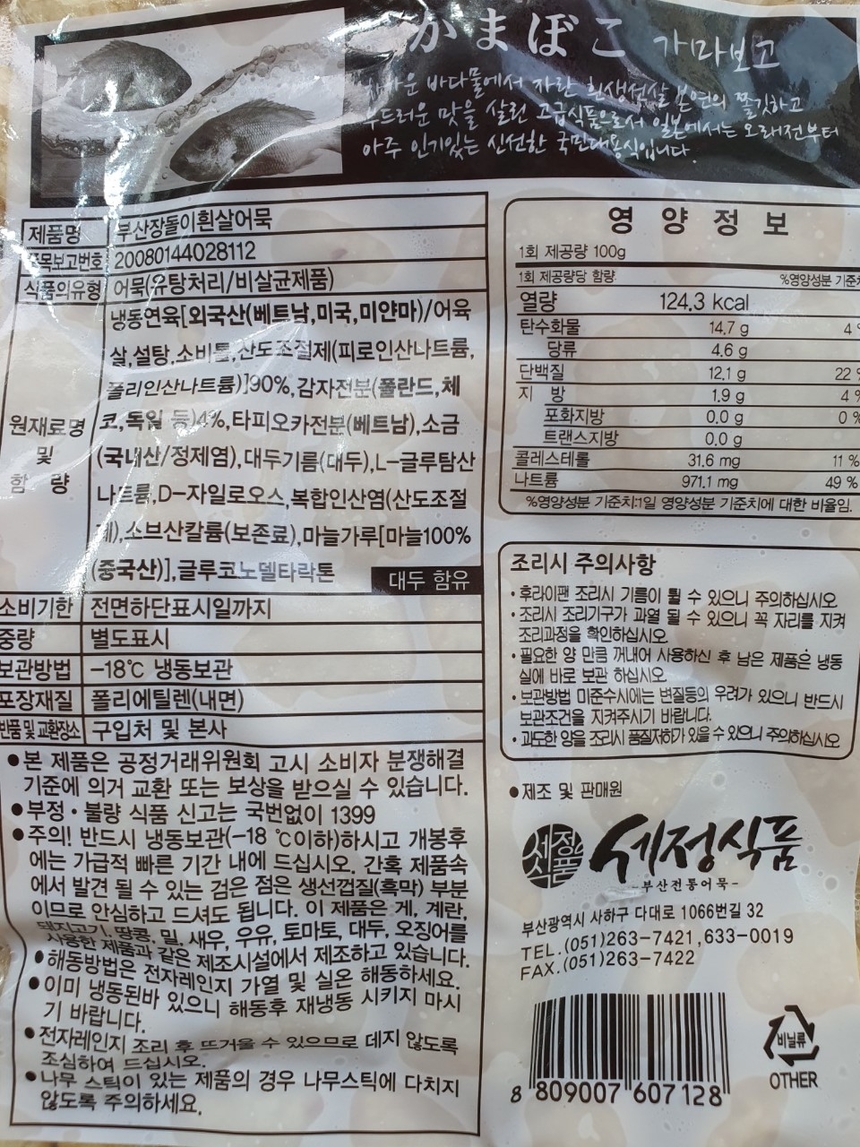 かまぼこ 가마보고
차가운 바다물에서 자란 흰생선살 본연의 쫄깃하고
부드러운 맛을 살린 고급식품으로서 일본에서는 오래전부터
아주 인기있는 신선한 국민애용식입니다.
제품명 부산장돌이흰살어묵
품목보고번호 20080144028112
식품의유형 어묵(유탕처리/비살균제품)
원재료명 및 함 량
냉동연육[외국산(베트남,미국,미얀마)/어육
살,설탕,소비톨,산도조절제(피로인산나트륨,
폴리인산나트륨)]90%,감자전분(폴란드,체
코,독일 등)4%,타피오카전분(베트남),소금
(국내산/정제염),대두기름(대두),L-글루탐산
나트륨,D-자일로오스,복합인산염(산도조절
제),소브산칼륨(보존료),마늘가루[마늘100%
(중국산)],글루코노델타락톤
대두 함유
소비기한 전면하단표시일까지
중량 별도표시
보관방법 -18℃ 냉동보관
포장재질 폴리에틸렌(내면)
반품 및 교환장소 구입처 및 본사
●본 제품은 공정거래위원회 고시 소비자 분쟁해결
기준에 의거 교환 또는 보상을 받으실 수 있습니다.
●부정·불량 식품 신고는 국번없이 1399
●주의! 반드시 냉동보관(-18 ℃이하)하시고 개봉후
에는 가급적 빠른 기간 내에 드십시오. 간혹 제품속
에서 발견 될 수 있는 검은 점은 생선껍질(흑막) 부분
이므로 안심하고 드셔도 됩니다. 이 제품은 게, 계란,
돼지고기, 땅콩, 밀, 새우, 우유, 토마토, 대두, 오징어를
사용한 제품과 같은 제조시설에서 제조하고 있습니다.
●해동방법은 전자레인지 가열 및 실온 해동하세요.
●이미 냉동된바 있으니 해동후 재냉동 시키지 마시
기 바랍니다.
●전자레인지 조리 후 뜨거울 수 있으므로 데지 않도록
조심하여 드십시오.
●나무 스틱이 있는 제품의 경우 나무스틱에 다치지
않도록 주의하세요.
영 양 정 보
1회 제공량 100g
1회 제공량당 함량 %영양성분 기준치
열량 124.3 kcal
탄수화물 14.7 g 4 %
당류 4.6 g
단백질 12.1 g 22 %
지 방 1.9 g 4 %
포화지방 0.0 g 0 %
트랜스지방 0.0 g
콜레스테롤 31.6 mg 11 %
나트륨 971.1 mg 49 %
%영양성분 기준치:1일 영양성분 기준치에 대한 비율임.
조리시 주의사항
·후라이팬 조리시 기름이 튈 수 있으니 주의하십시오
·조리시 조리기구가 과열 될 수 있으니 꼭 자리를 지켜
조리과정을 확인하십시오
·필요한 양 만큼 꺼내어 사용하신 후 남은 제품은 냉동
실에 바로 보관 하십시오
·보관방법 미준수시에는 변질등의 우려가 있으니 반드시
보관조건을 지켜주시기 바랍니다.
·과도한 양을 조리시 품질저하가 있을 수 있으니 주의하십시오
●제조 및 판매원
세정식품 세정식품
-부산전통어묵-
부산광역시 사하구 다대로 1066번길 32
TEL.(051)263-7421,633-0019
FAX.(051)263-7422
8 809007 607128
비닐류
OTHER